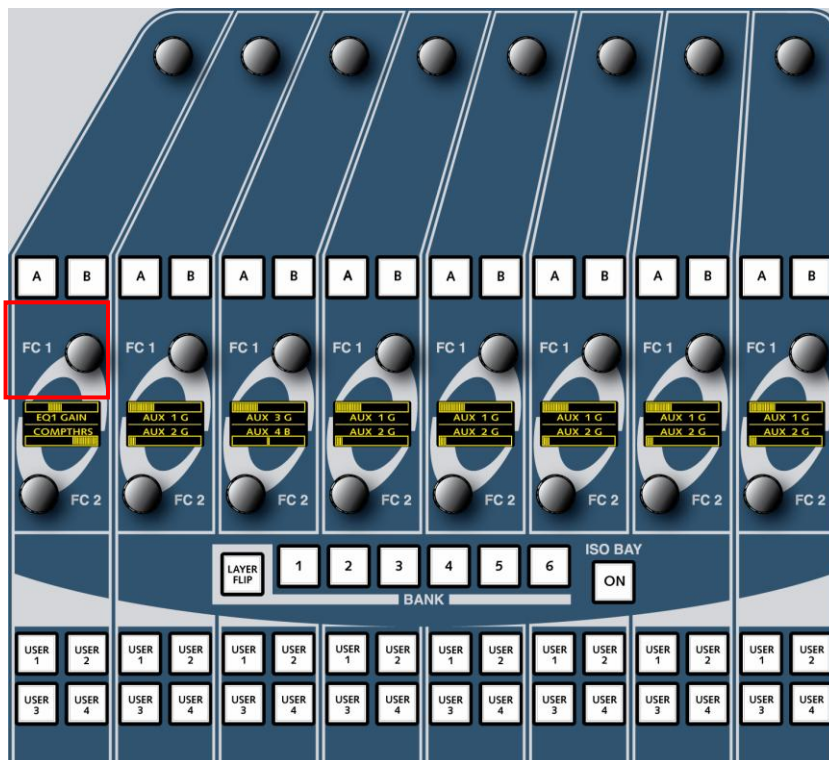 A B A B A B A B A B A B A B A B
FC 1 FC 1 FC 1 FC 1 FC 1 FC 1 FC 1 FC 1
EQ1 GAIN AUX 1 G AUX 3 G AUX 1 G AUX 1 G AUX 1 G AUX 1 G AUX 1 G
COMPTHRS AUX 2 G AUX 4 B AUX 2 G AUX 2 G AUX 2 G AUX 2 G AUX 2 G
FC 2 FC 2 FC 2 FC 2 FC 2 FC 2 FC 2 FC 2
ISO BAY
LAYER FLIP 1 2 3 4 5 6 ON
BANK
USER 1 USER 2 USER 1 USER 2 USER 1 USER 2 USER 1 USER 2 USER 1 USER 2 USER 1 USER 2 USER 1 USER 2 USER 1 USER 2
USER 3 USER 4 USER 3 USER 4 USER 3 USER 4 USER 3 USER 4 USER 3 USER 4 USER 3 USER 4 USER 3 USER 4 USER 3 USER 4